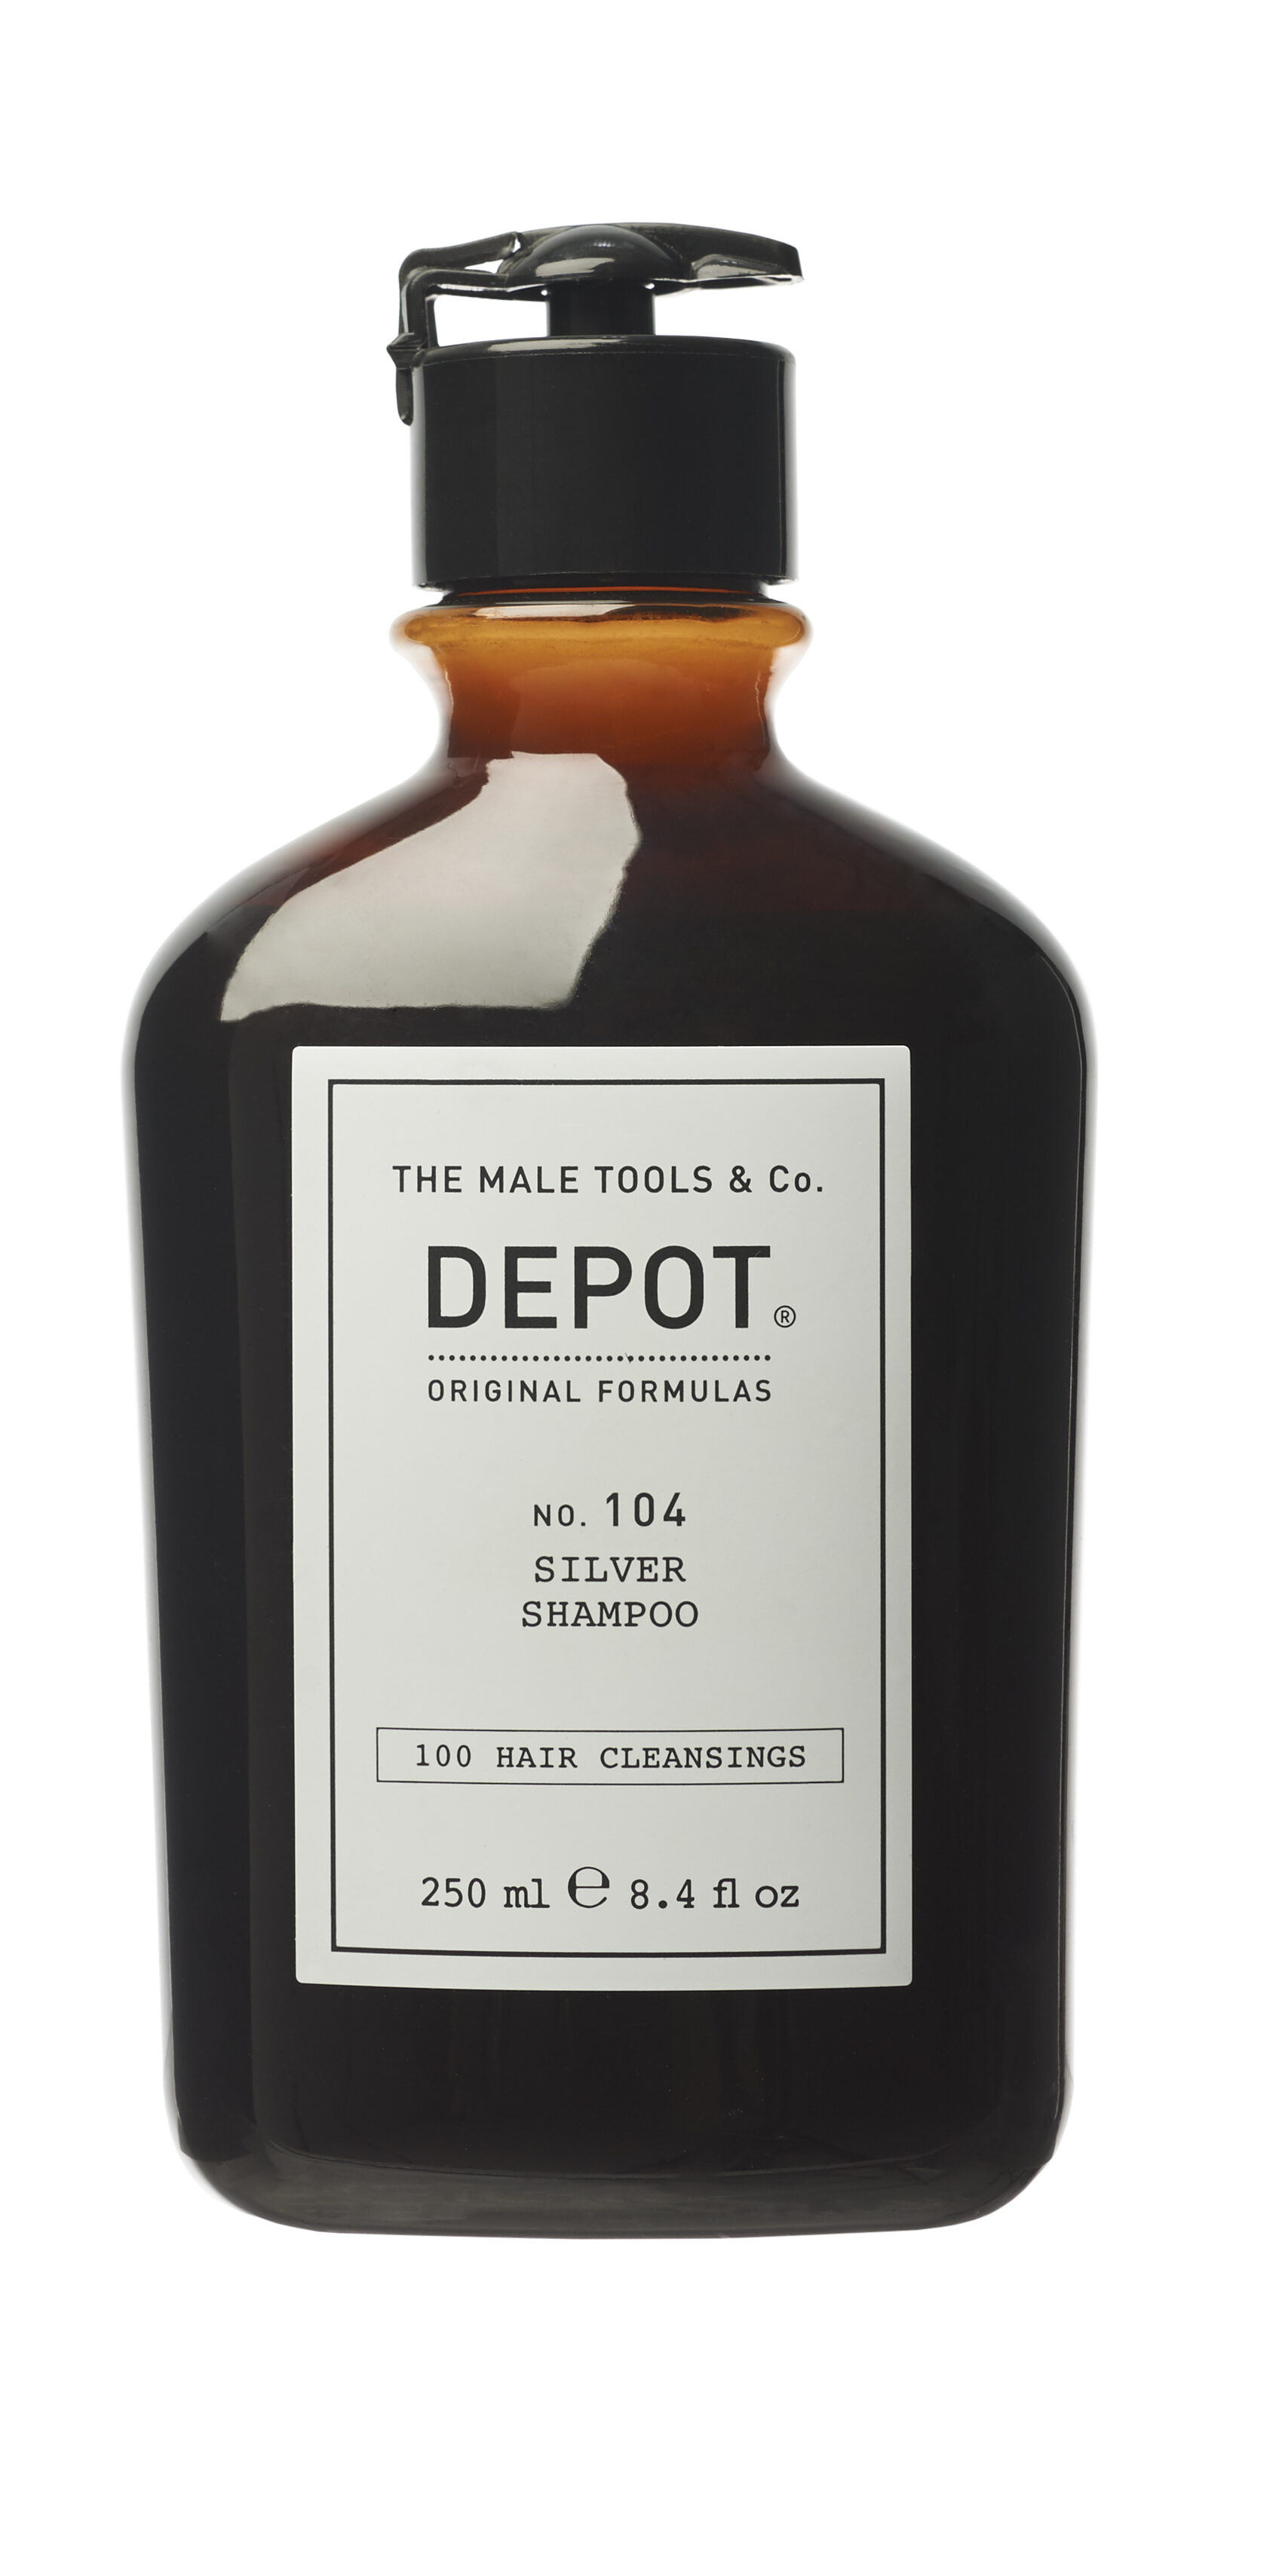 THE MALE TOOLS & Co.
DEPOT®
ORIGINAL FORMULAS
NO. 104
SILVER
SHAMPOO
100 HAIR CLEANSINGS
250 ml ℮ 8.4 fl oz